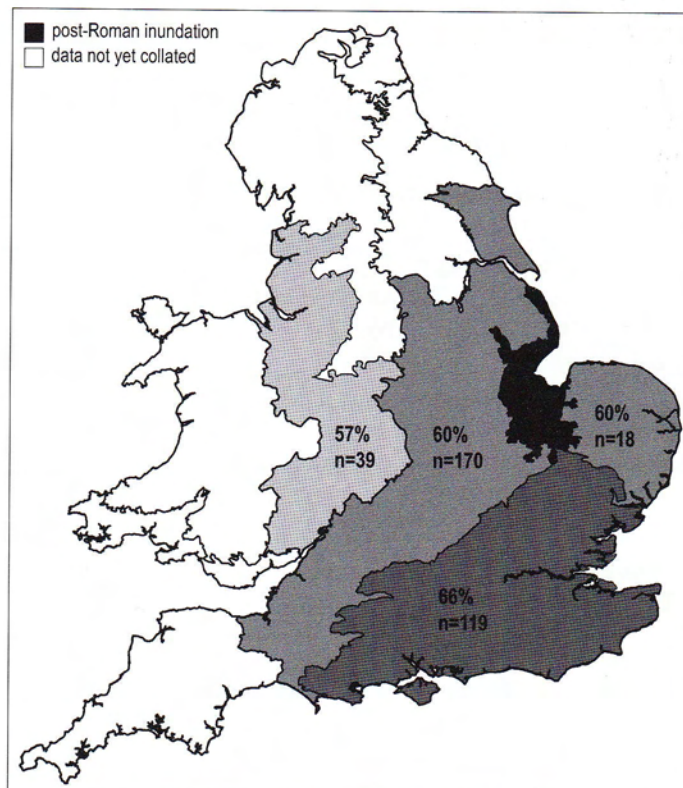 post-Roman inundation
data not yet collated
57%
n=39
60%
n=170
60%
n=18
66%
n=119